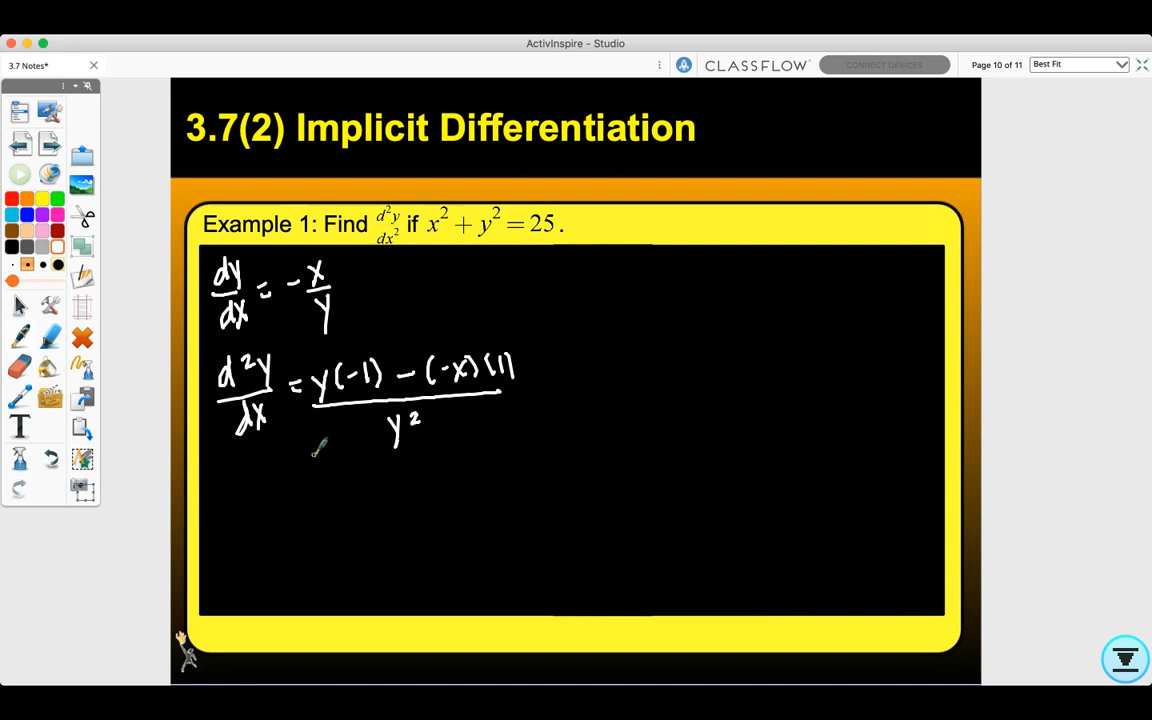 ActivInspire - Studio
3.7 Notes*
CLASSFLOW
CONNECT DEVICES
Page 10 of 11
Best Fit
3.7(2) Implicit Differentiation
Example 1: Find d²y/dx² if x² + y² = 25.
dy/dx = -x/y
d²y/dx = y(-1) - (-x)(1)/y²
T